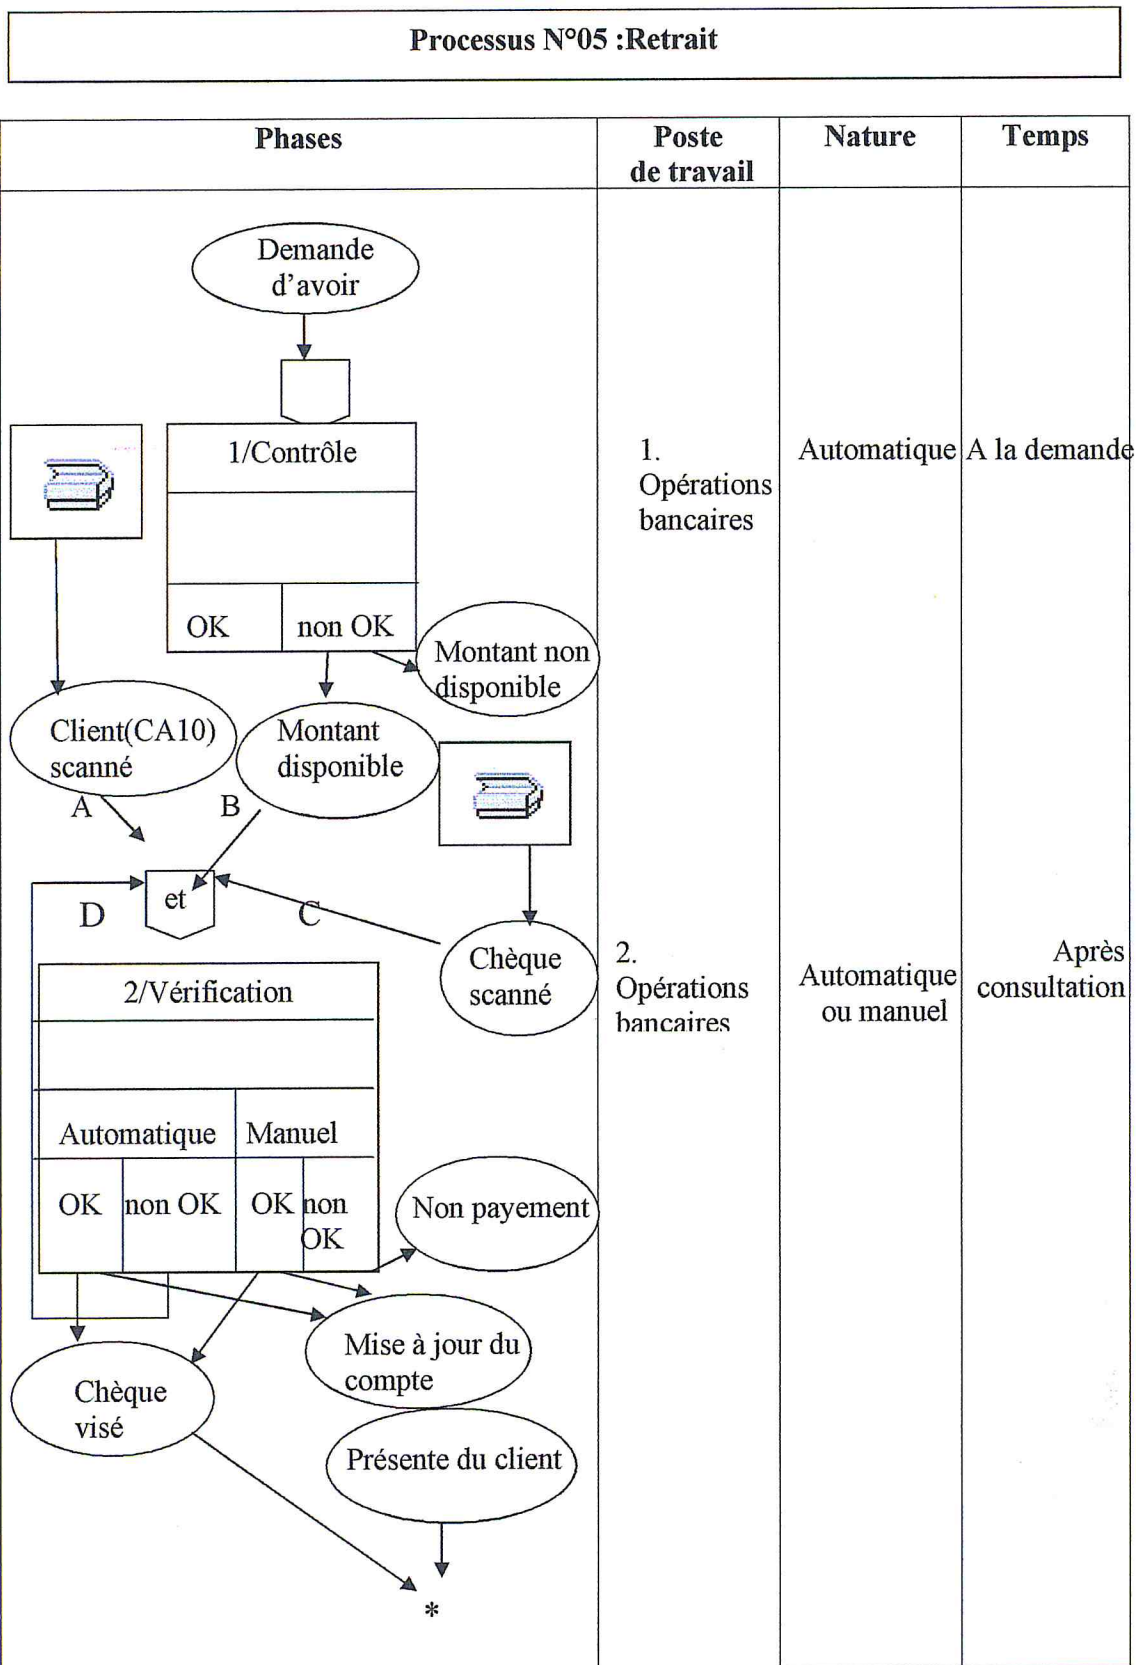 Processus N°05 :Retrait
Phases
Poste
de travail
Nature
Temps
Demande
d'avoir
1/Contrôle
1.
Opérations
bancaires
Automatique
A la demande
OK
non OK
Montant non
disponible
Client(CA10)
scanné
Montant
disponible
A
B
et
D
C
Chèque
scanné
2/Vérification
2.
Opérations
bancaires
Automatique
ou manuel
Après
consultation
Automatique
Manuel
OK
non OK
OK
non
OK
Non payement
Mise à jour du
compte
Chèque
visé
Présente du client
*